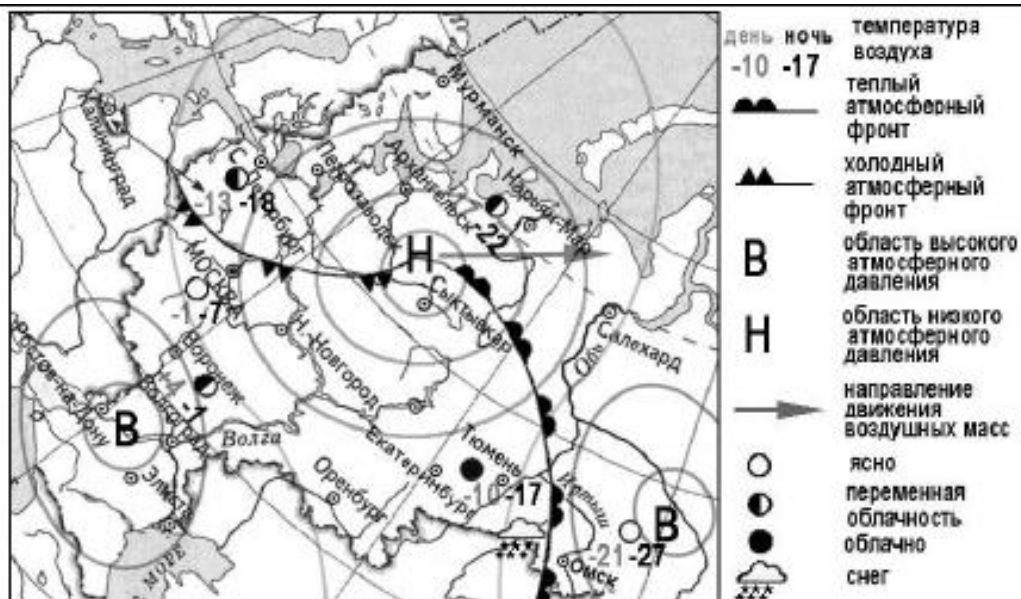 Мурманск
Калининград
С.-Петербург
Петрозаводск
Архангельск
Нарьян-Мар
-13 -18
-22
МОСКВА
-1 -7
Н
Сыктывкар
Салехард
Обь
Воронеж
Н. Новгород
Ростов-на-Дону
Волгоград
В
Волга
Элиста
Оренбург
Екатеринбург
Тюмень
-10 -17
Иртыш
В
-21 -27
Омск
море
день ночь температура
-10 -17 воздуха
теплый
атмосферный
фронт
холодный
атмосферный
фронт
В
область высокого
атмосферного
давления
Н
область низкого
атмосферного
давления
направление
движения
воздушных масс
ясно
переменная
облачность
облачно
снег